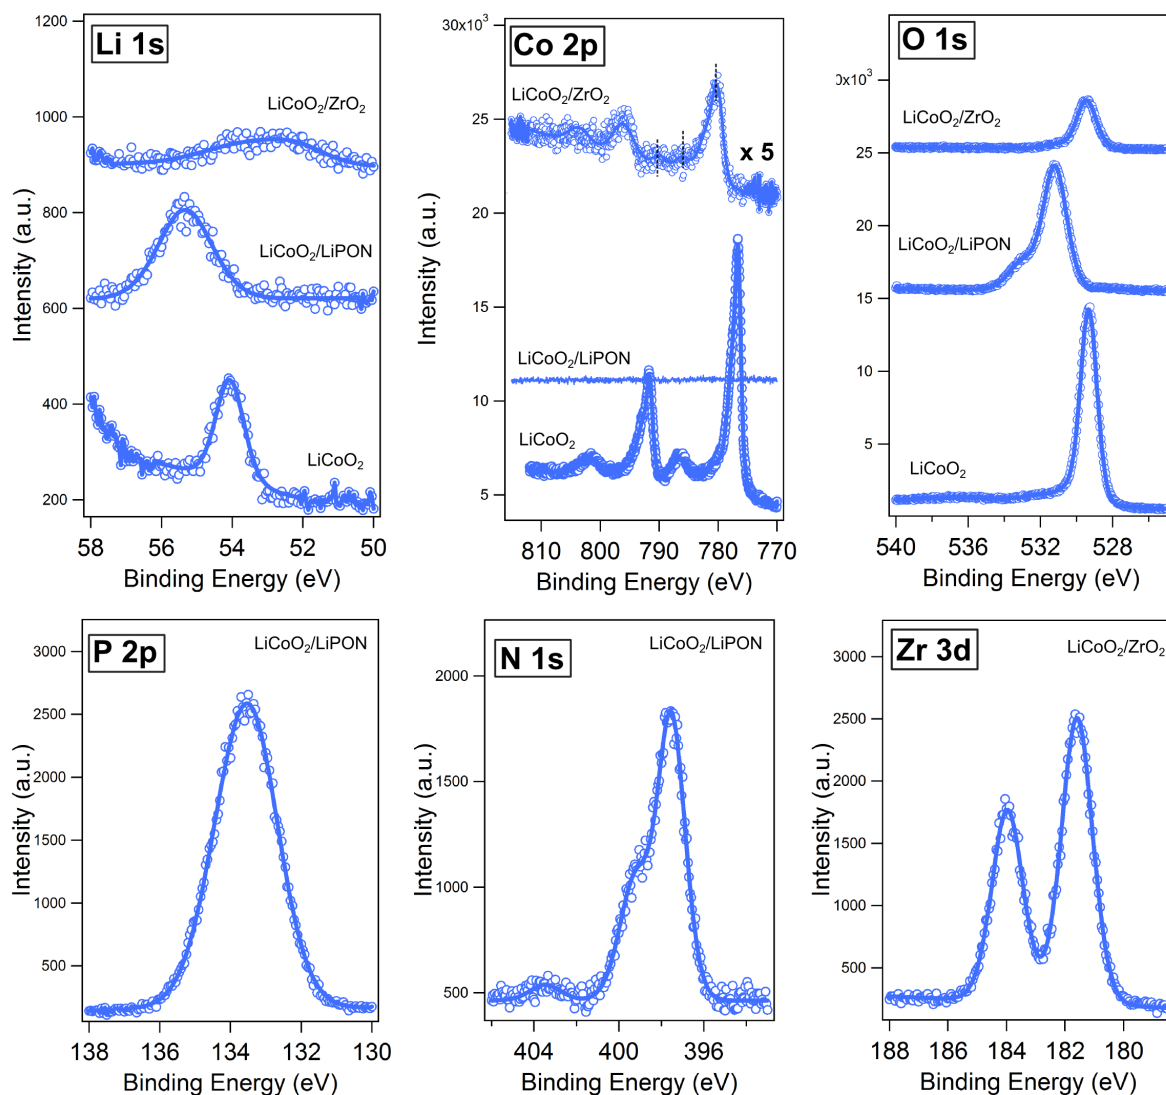 Li 1s
1200
1000
800
600
400
200
LiCoO2/ZrO2
LiCoO2/LiPON
LiCoO2
Intensity (a.u.)
58 56 54 52 50
Binding Energy (eV)
Co 2p
30x10³
25
20
15
10
5
LiCoO2/ZrO2
x 5
LiCoO2/LiPON
LiCoO2
Intensity (a.u.)
810 800 790 780 770
Binding Energy (eV)
O 1s
0x10³
25
20
15
10
5
LiCoO2/ZrO2
LiCoO2/LiPON
LiCoO2
Intensity (a.u.)
540 536 532 528
Binding Energy (eV)
P 2p
LiCoO2/LiPON
3000
2500
2000
1500
1000
500
Intensity (a.u.)
138 136 134 132 130
Binding Energy (eV)
N 1s
LiCoO2/LiPON
2000
1500
1000
500
Intensity (a.u.)
404 400 396
Binding Energy (eV)
Zr 3d
LiCoO2/ZrO2
3000
2500
2000
1500
1000
500
Intensity (a.u.)
188 186 184 182 180
Binding Energy (eV)